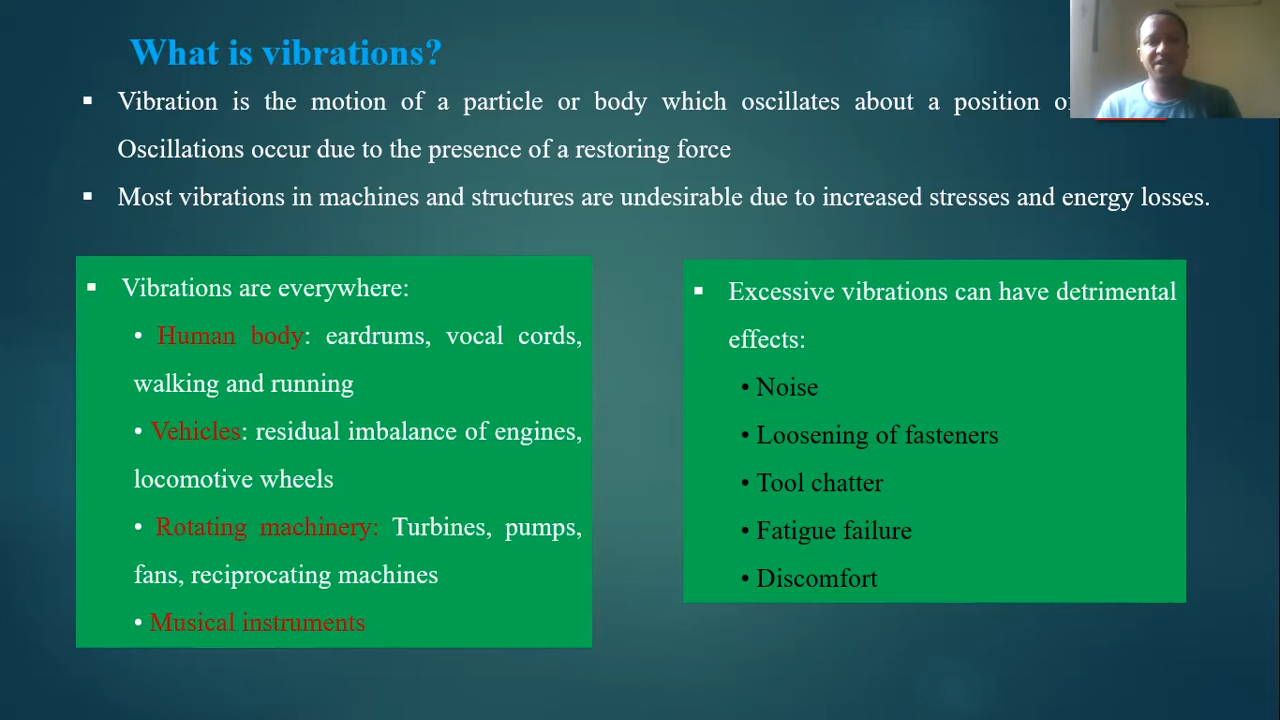 What is vibrations?
▪ Vibration is the motion of a particle or body which oscillates about a position
Oscillations occur due to the presence of a restoring force
▪ Most vibrations in machines and structures are undesirable due to increased stresses and energy losses.
▪ Vibrations are everywhere:
• Human body: eardrums, vocal cords,
walking and running
• Vehicles: residual imbalance of engines,
locomotive wheels
• Rotating machinery: Turbines, pumps,
fans, reciprocating machines
• Musical instruments
▪ Excessive vibrations can have detrimental
effects:
• Noise
• Loosening of fasteners
• Tool chatter
• Fatigue failure
• Discomfort